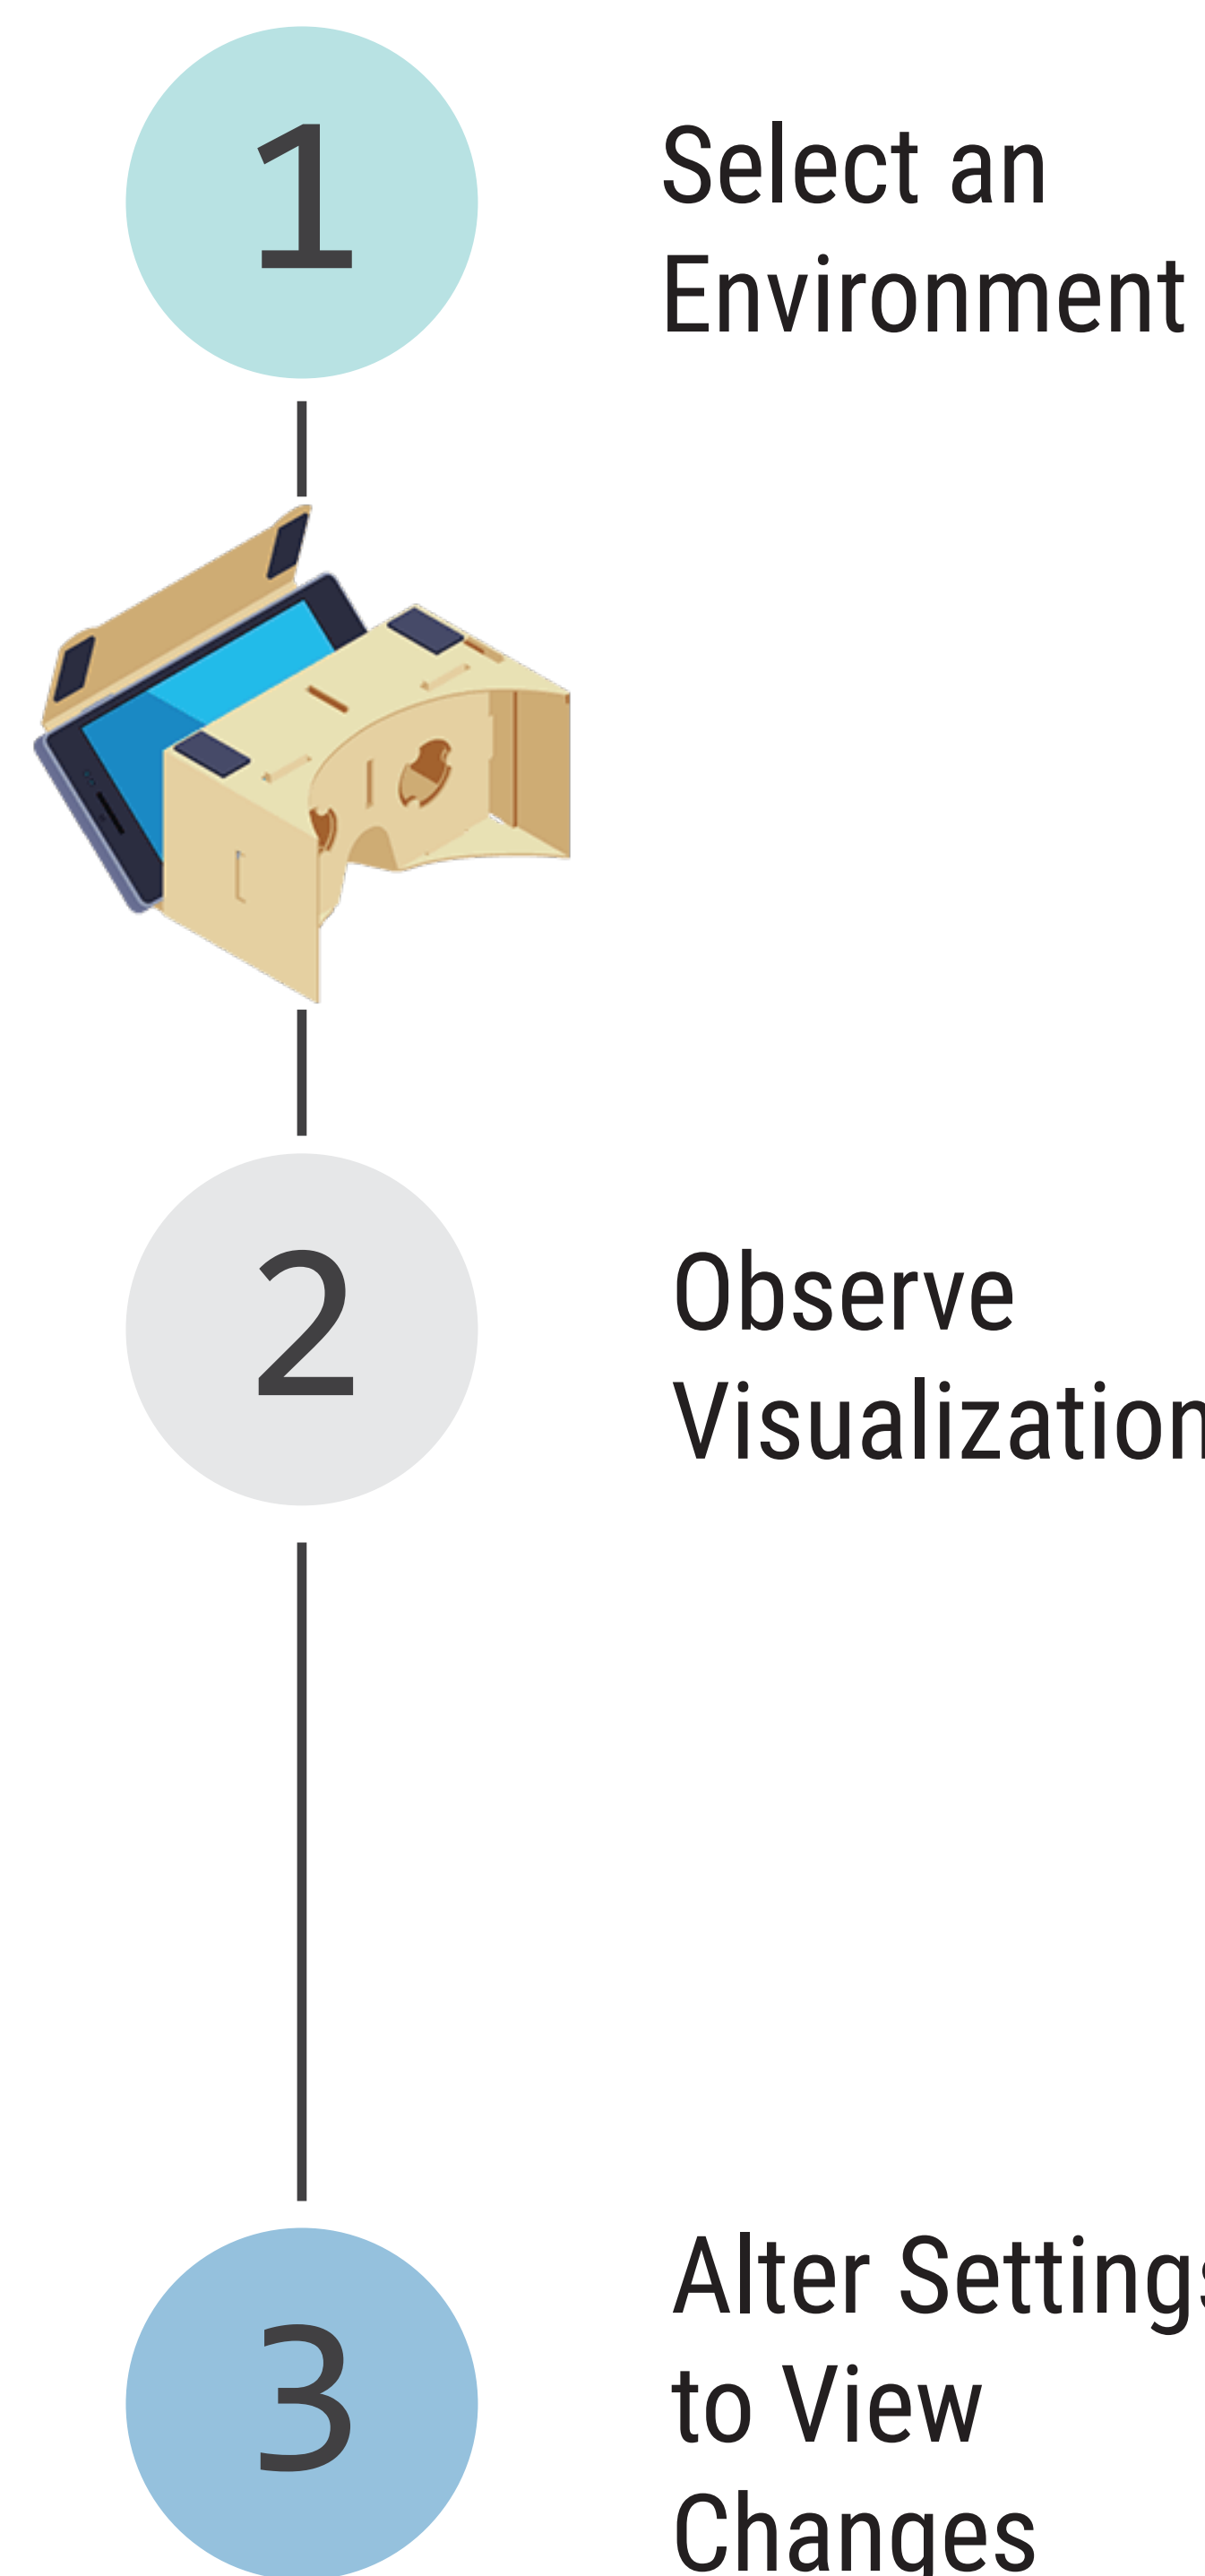 1
Select an
Environment
2
Observe
Visualization
3
Alter Settings
to View
Changes